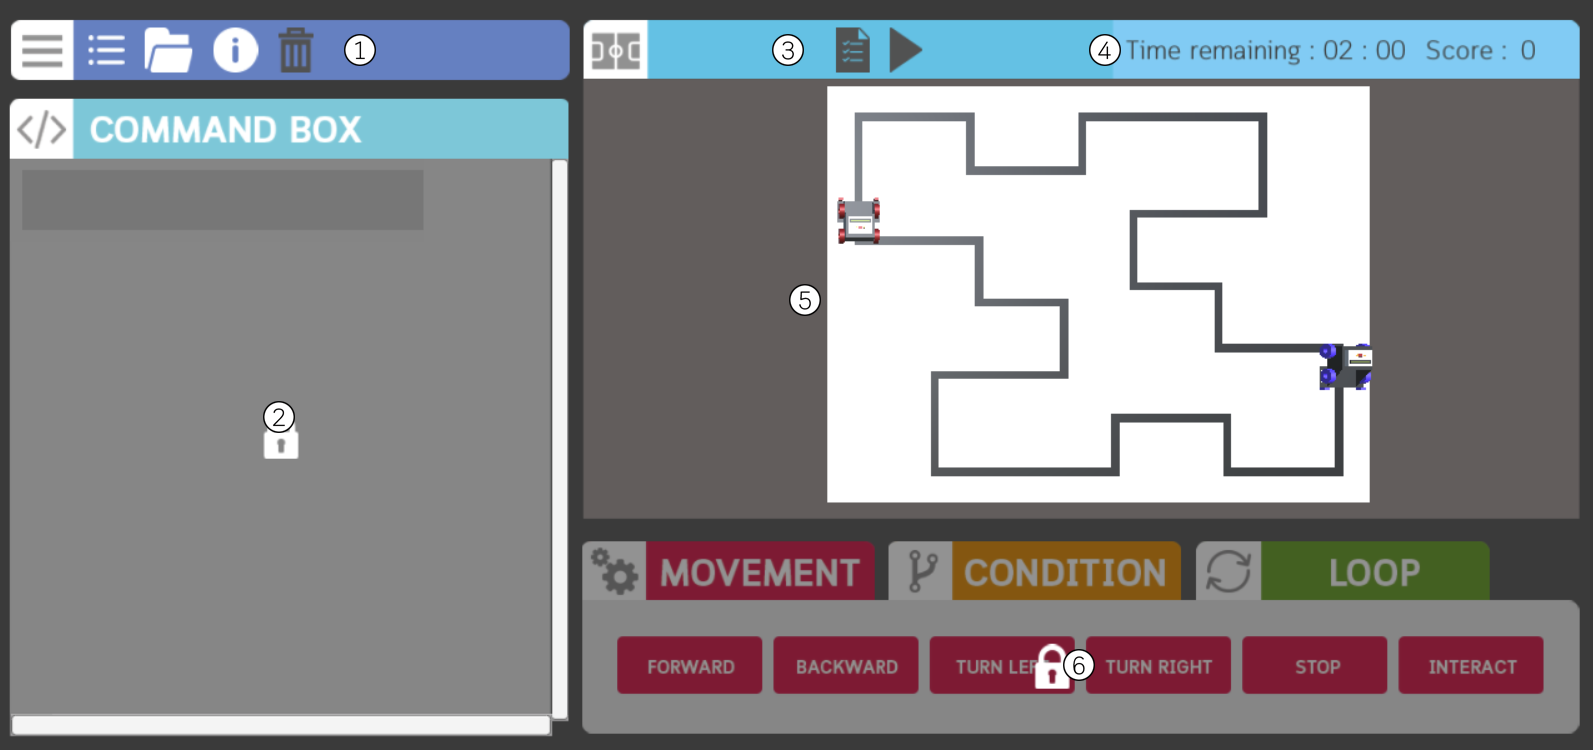 ①
③
④ Time remaining : 02 : 00 Score : 0
</> COMMAND BOX
②
⑤
MOVEMENT
CONDITION
LOOP
FORWARD
BACKWARD
TURN LEF
⑥
TURN RIGHT
STOP
INTERACT